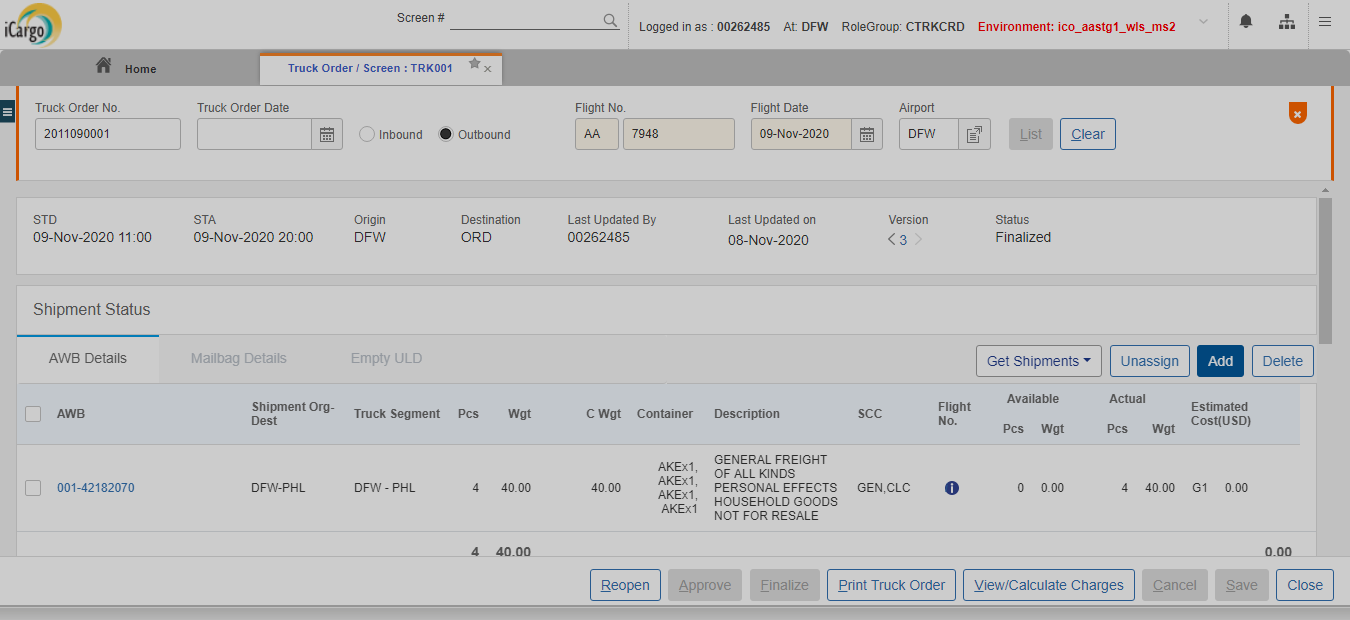 iCargo
Screen #
Logged in as : 00262485 At: DFW RoleGroup: CTRKCRD Environment: ico_aastg1_wls_ms2
Home
Truck Order / Screen : TRK001
Truck Order No.
Truck Order Date
Flight No.
Flight Date
Airport
2011090001
Inbound
Outbound
AA
7948
09-Nov-2020
DFW
List
Clear
STD
STA
Origin
Destination
Last Updated By
Last Updated on
Version
Status
09-Nov-2020 11:00
09-Nov-2020 20:00
DFW
ORD
00262485
08-Nov-2020
3
Finalized
Shipment Status
AWB Details
Mailbag Details
Empty ULD
Get Shipments
Unassign
Add
Delete
AWB
Shipment Org-
Dest
Truck Segment
Pcs
Wgt
C Wgt
Container
Description
SCC
Flight
No.
Available
Pcs Wgt
Actual
Pcs Wgt
Estimated
Cost(USD)
001-42182070
DFW-PHL
DFW - PHL
4
40.00
40.00
AKEx1,
AKEx1,
AKEx1,
AKEx1
GENERAL FREIGHT
OF ALL KINDS
PERSONAL EFFECTS
HOUSEHOLD GOODS
NOT FOR RESALE
GEN,CLC
0
0.00
4
40.00
G1
0.00
4 40.00 0.00
Reopen
Approve
Finalize
Print Truck Order
View/Calculate Charges
Cancel
Save
Close